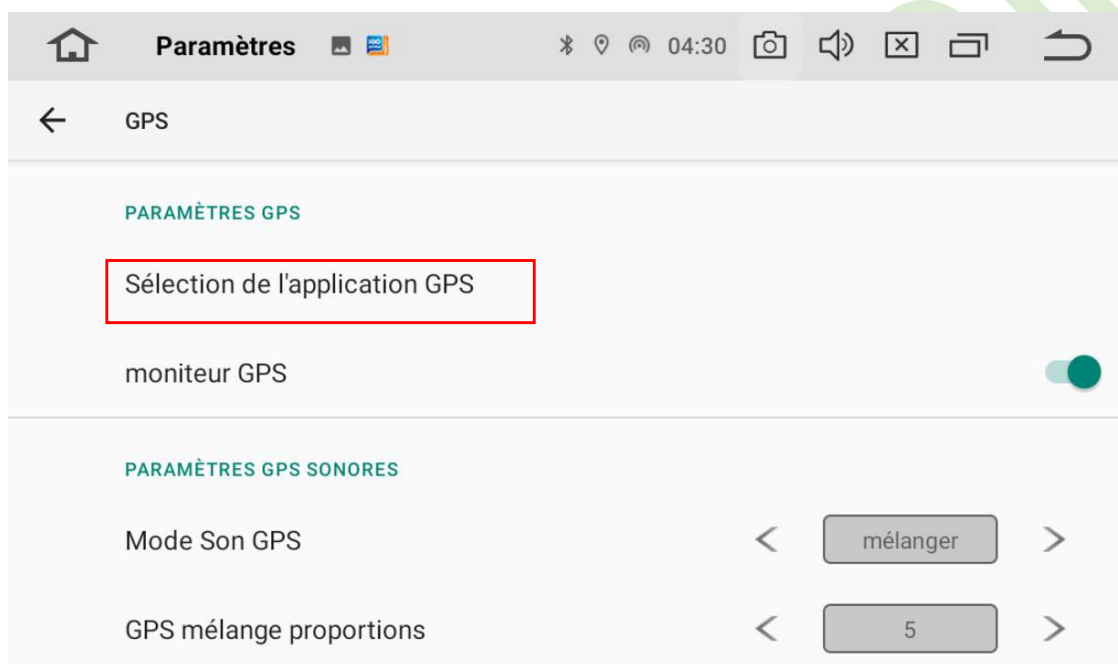 Paramètres 04:30
GPS
PARAMÈTRES GPS
Sélection de l'application GPS
moniteur GPS
PARAMÈTRES GPS SONORES
Mode Son GPS mélanger
GPS mélange proportions 5